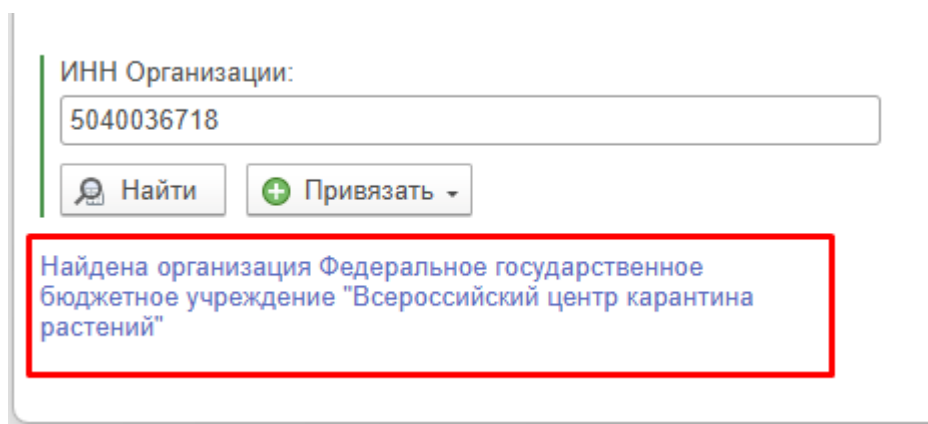 ИНН Организации:
5040036718
Найти
Привязать
Найдена организация Федеральное государственное
бюджетное учреждение "Всероссийский центр карантина
растений"